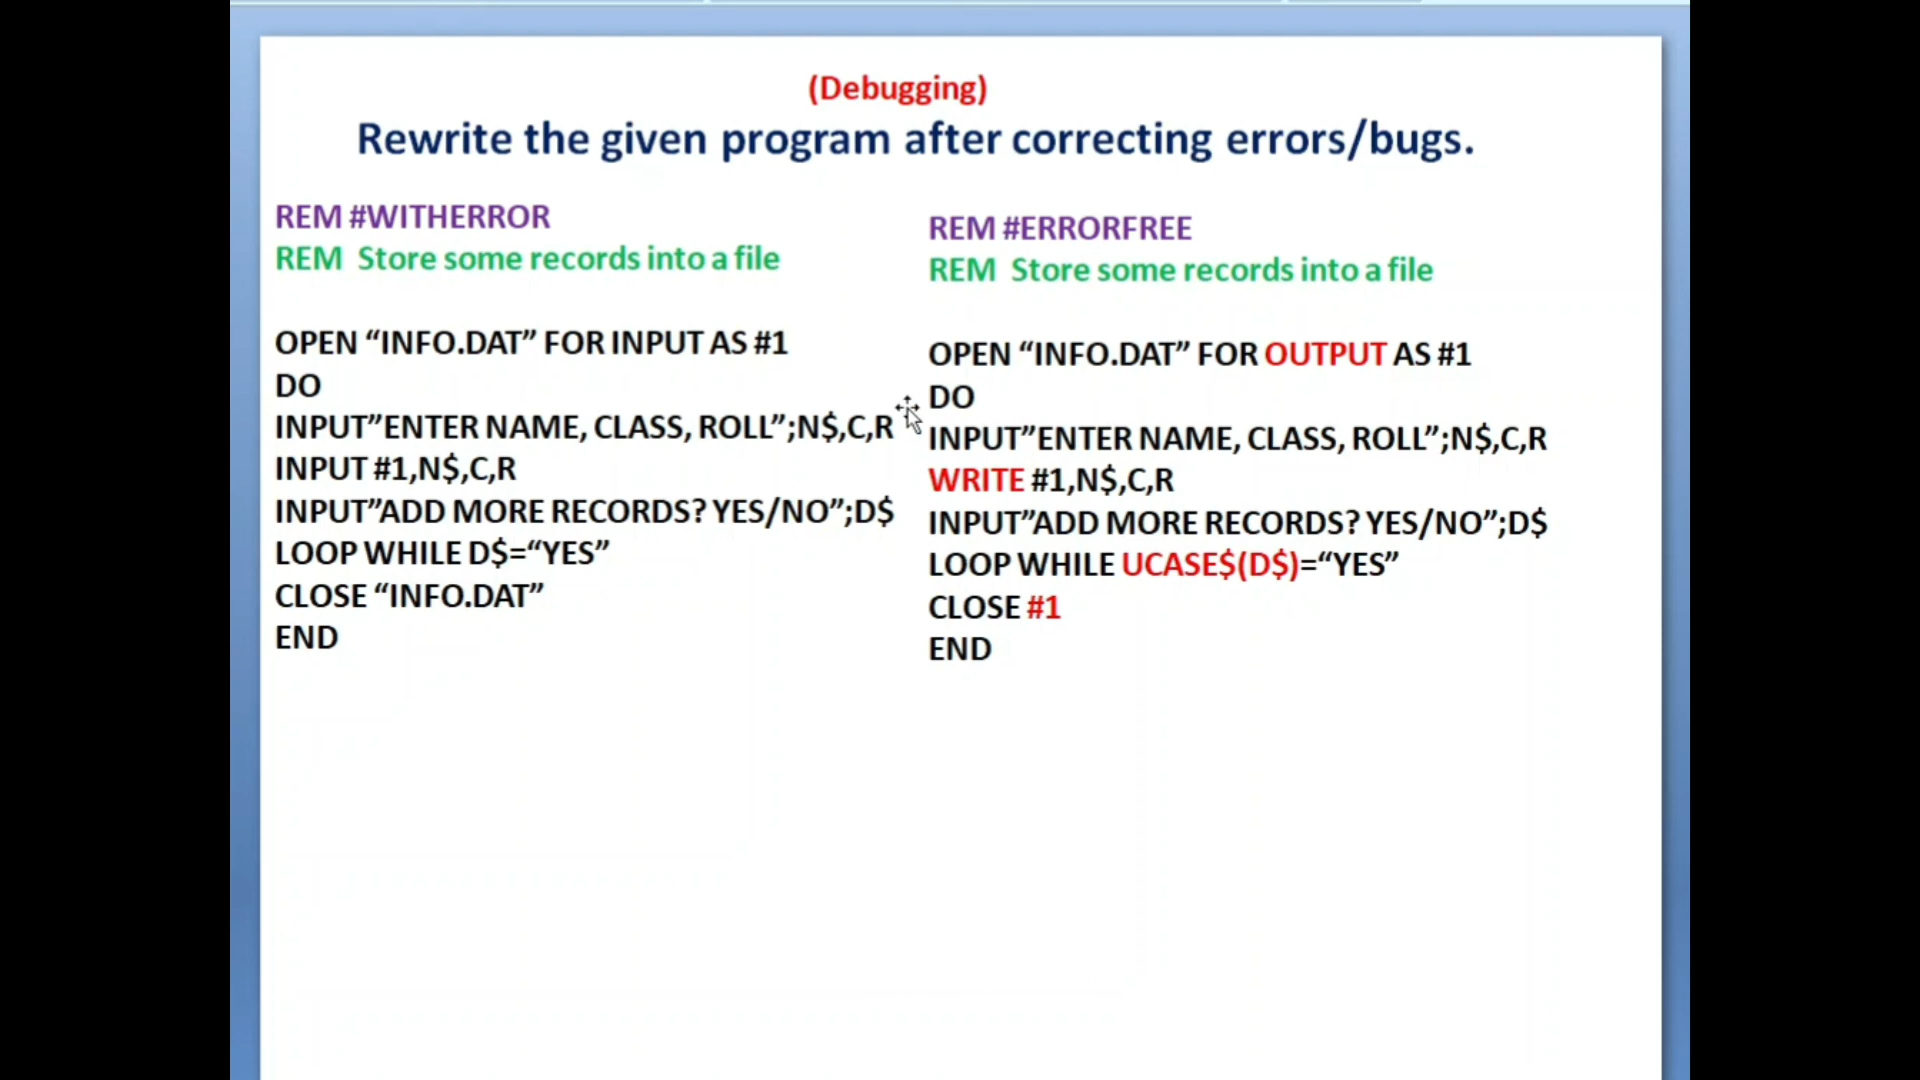 (Debugging)
Rewrite the given program after correcting errors/bugs.
REM #WITHERROR
REM  Store some records into a file
OPEN “INFO.DAT” FOR INPUT AS #1
DO
INPUT”ENTER NAME, CLASS, ROLL”;N$,C,R
INPUT #1,N$,C,R
INPUT”ADD MORE RECORDS? YES/NO”;D$
LOOP WHILE D$=“YES”
CLOSE “INFO.DAT”
END
REM #ERRORFREE
REM  Store some records into a file
OPEN “INFO.DAT” FOR OUTPUT AS #1
DO
INPUT”ENTER NAME, CLASS, ROLL”;N$,C,R
WRITE #1,N$,C,R
INPUT”ADD MORE RECORDS? YES/NO”;D$
LOOP WHILE UCASE$(D$)=“YES”
CLOSE #1
END